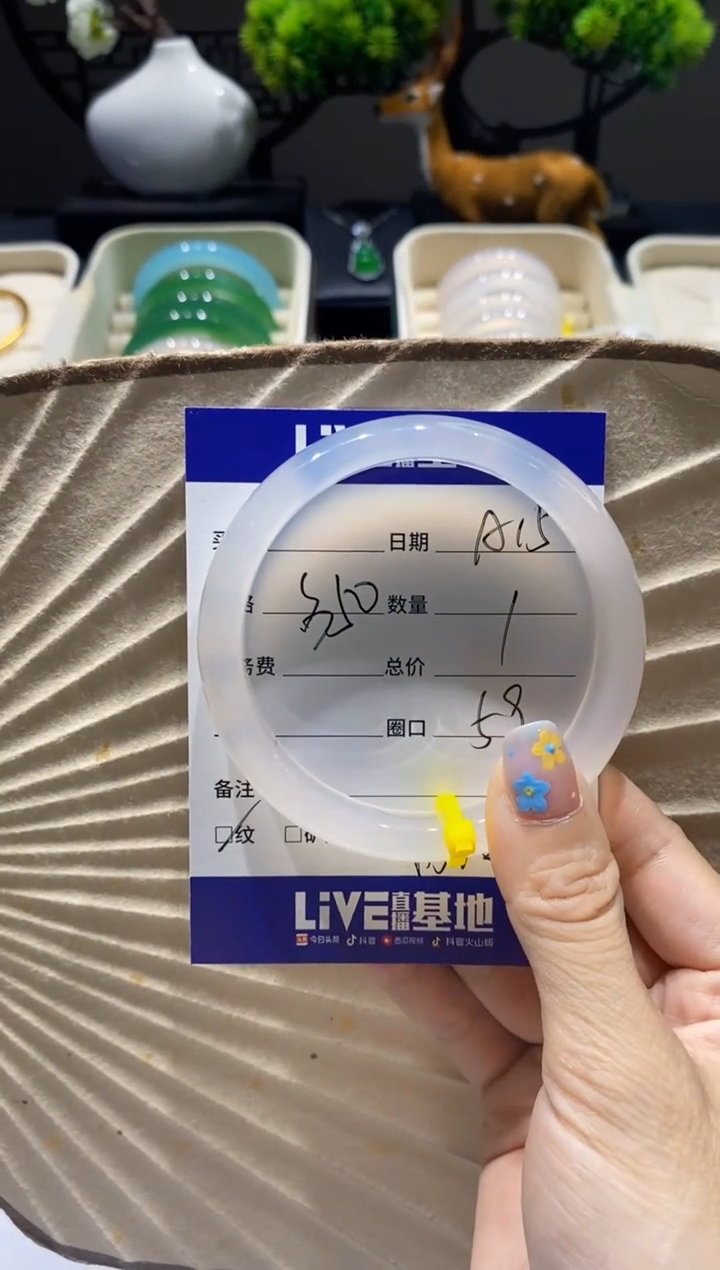 日期 A15
350 数量 1
费 总价
圈口 58
备注
□纹 □
LiVE直播基地
今日头条 抖音 西瓜视频 抖音火山版